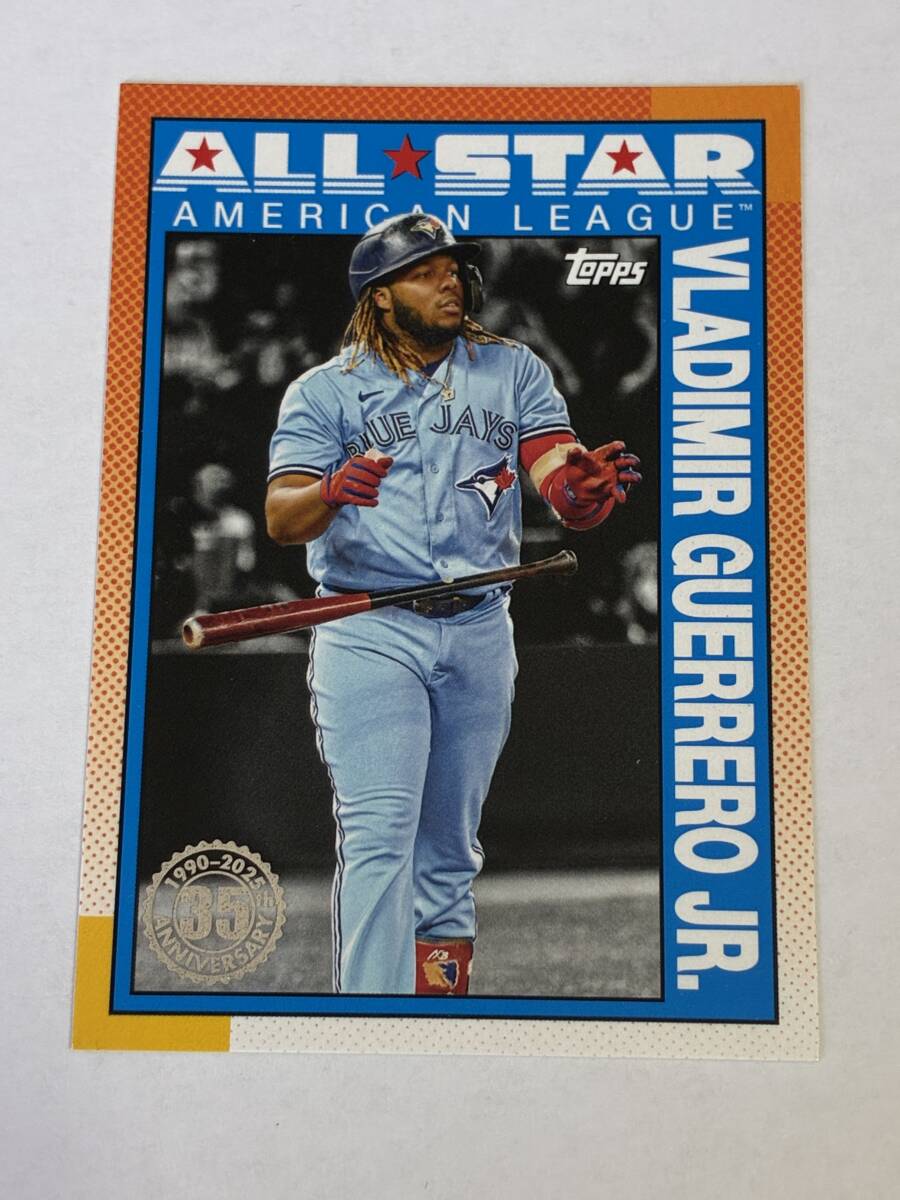 ALL★STAR
AMERICAN LEAGUE™
TOPPS
VLADIMIR GUERRERO JR.
BLUE JAYS
1990-2025
35th
ANNIVERSARY